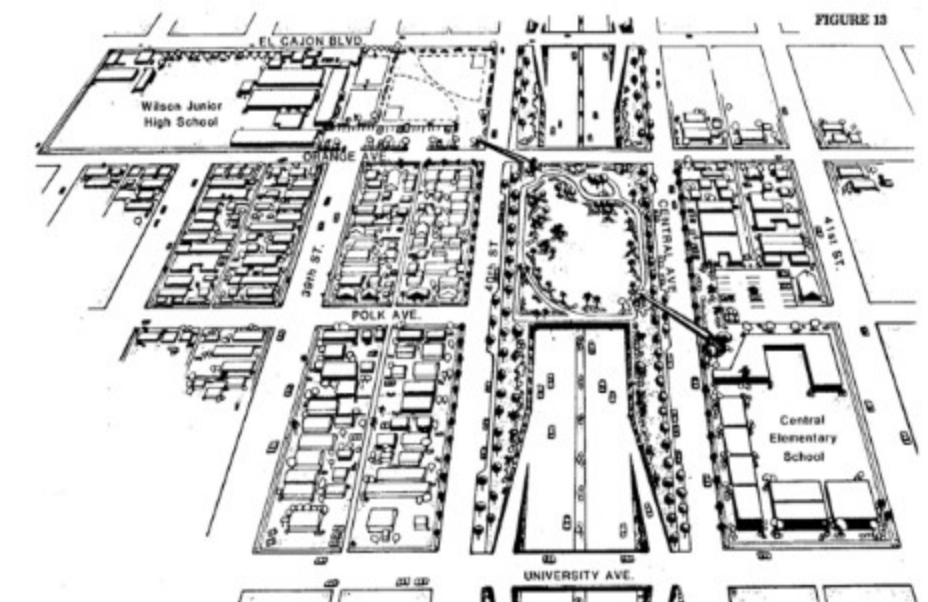 FIGURE 13
EL CAJON BLVD.
Wilson Junior
High School
ORANGE AVE.
39th ST.
40th ST
CENTRAL AVE
41st ST.
POLK AVE.
Central
Elementary
School
UNIVERSITY AVE.